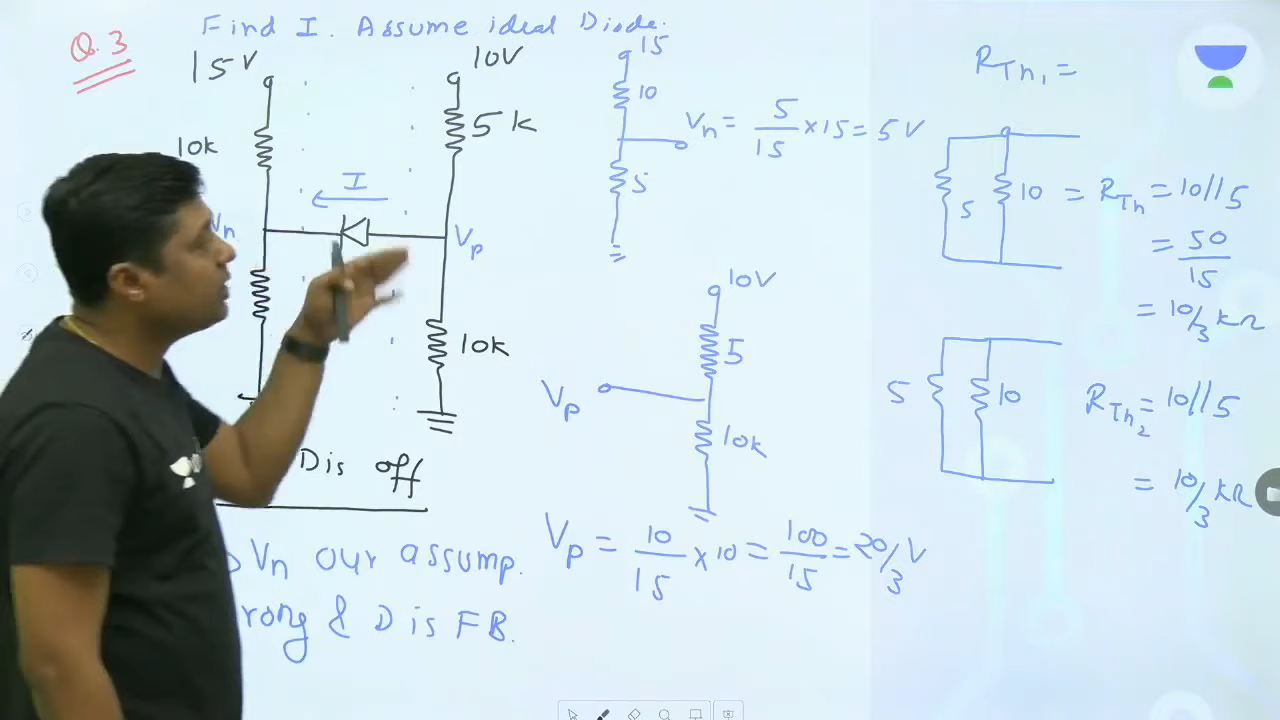 Q.3
Find I. Assume ideal Diode.
15V
10V
10k
5k
I
Vn
Vp
10k
D is off
Vn our assump.
& D is FB.
15
10
5
Vn = 5/15 × 15 = 5 V
10V
5
Vp
10k
Vp = 10/15 × 10 = 100/15 = 20/3 V
RTh1 =
5
10
= RTh = 10//5
= 50/15
= 10/3 kΩ
5
10
RTh2 = 10//5
= 10/3 kΩ